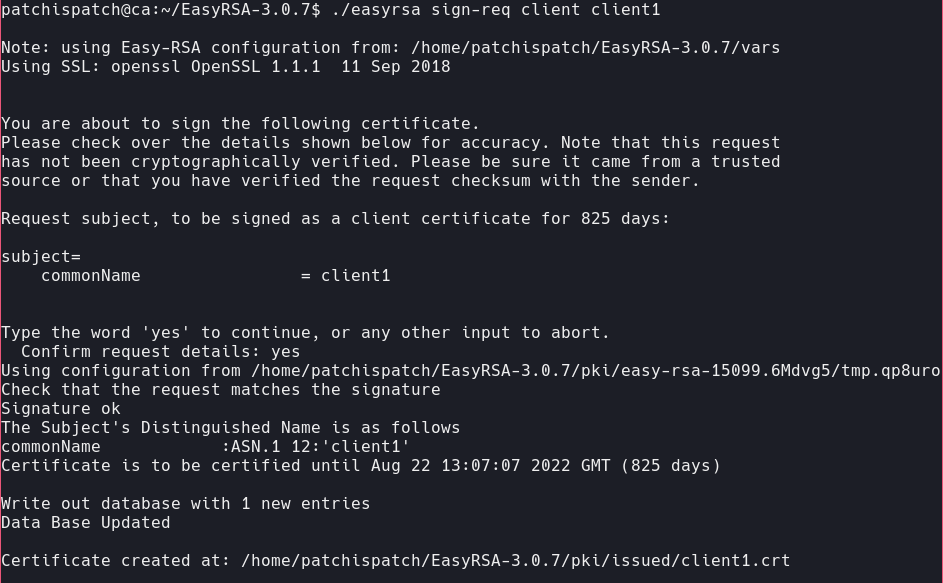 patchispatch@ca:~/EasyRSA-3.0.7$ ./easyrsa sign-req client client1
Note: using Easy-RSA configuration from: /home/patchispatch/EasyRSA-3.0.7/vars
Using SSL: openssl OpenSSL 1.1.1  11 Sep 2018
You are about to sign the following certificate.
Please check over the details shown below for accuracy. Note that this request
has not been cryptographically verified. Please be sure it came from a trusted
source or that you have verified the request checksum with the sender.
Request subject, to be signed as a client certificate for 825 days:
subject=
    commonName                = client1
Type the word 'yes' to continue, or any other input to abort.
  Confirm request details: yes
Using configuration from /home/patchispatch/EasyRSA-3.0.7/pki/easy-rsa-15099.6Mdvg5/tmp.qp8uro
Check that the request matches the signature
Signature ok
The Subject's Distinguished Name is as follows
commonName            :ASN.1 12:'client1'
Certificate is to be certified until Aug 22 13:07:07 2022 GMT (825 days)
Write out database with 1 new entries
Data Base Updated
Certificate created at: /home/patchispatch/EasyRSA-3.0.7/pki/issued/client1.crt